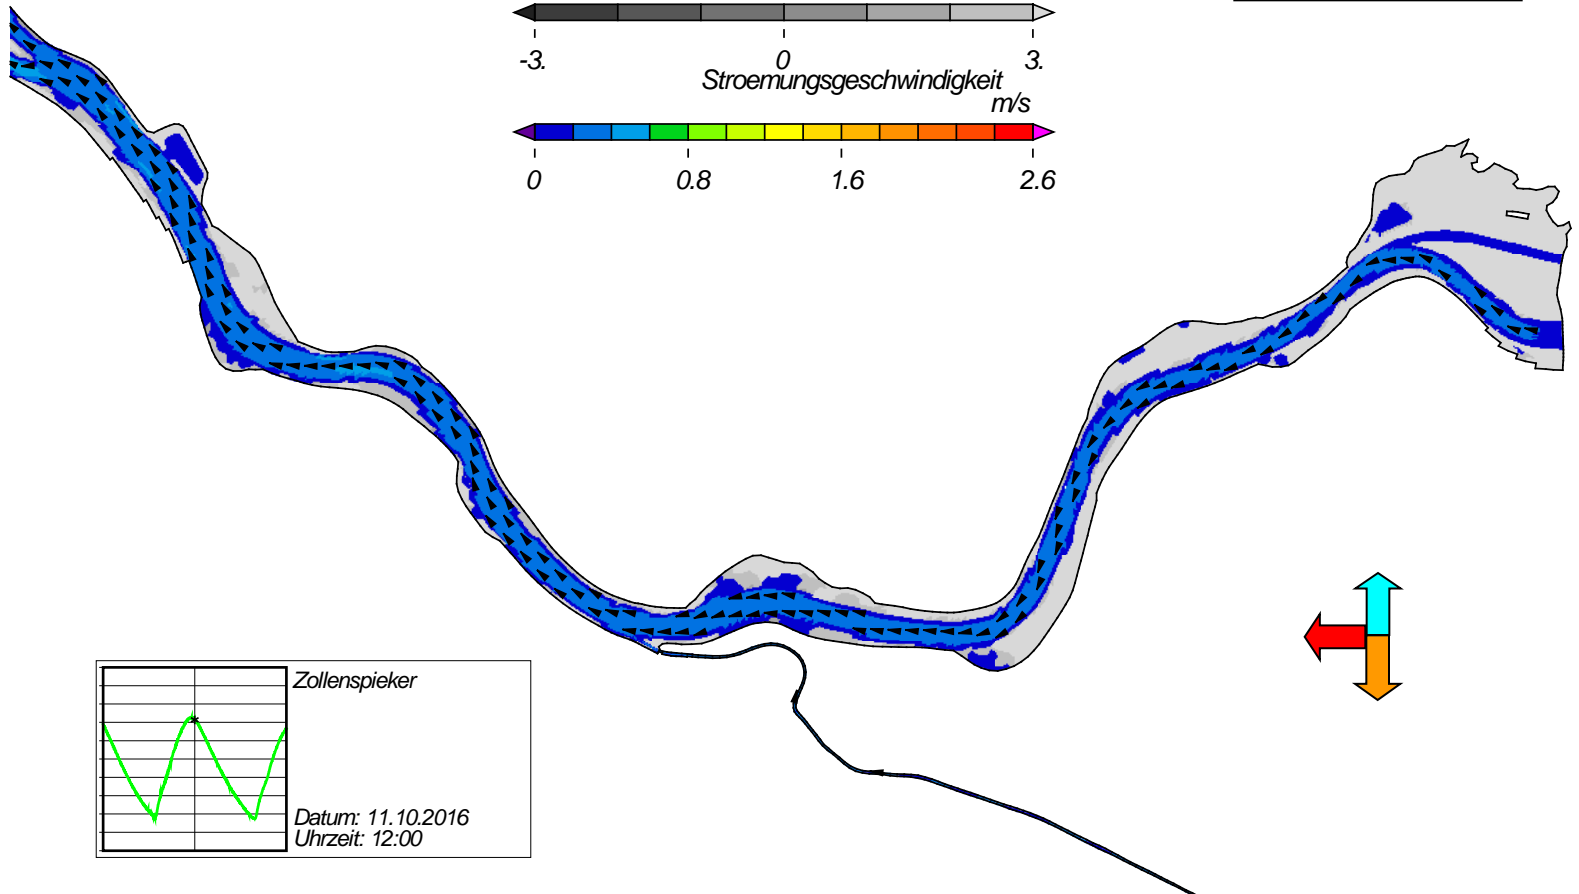 -3. 0 3.
Stroemungsgeschwindigkeit
m/s
0 0.8 1.6 2.6
Zollenspieker
Datum: 11.10.2016
Uhrzeit: 12:00